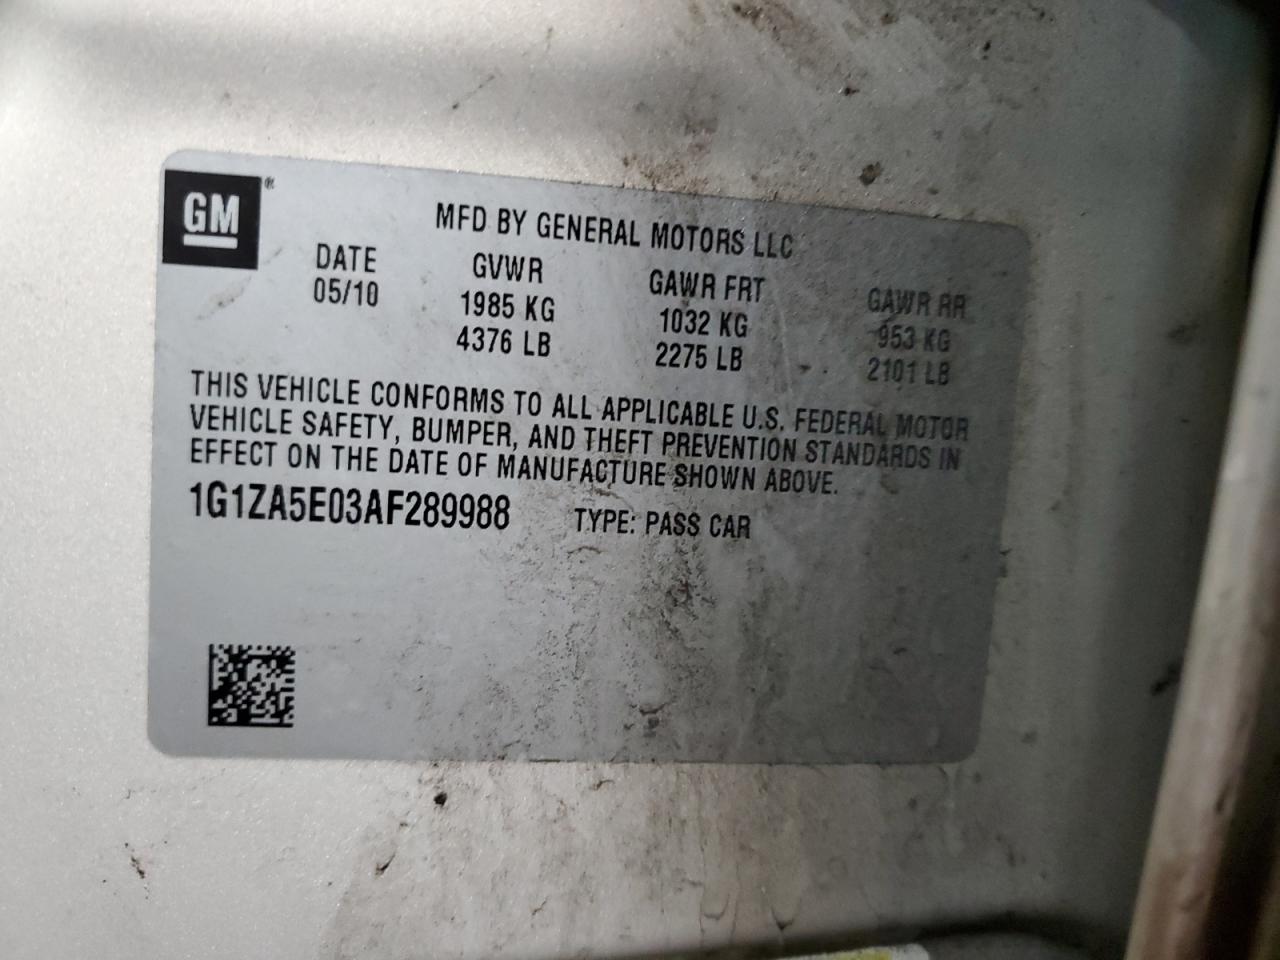 GM®
MFD BY GENERAL MOTORS LLC
DATE GVWR GAWR FRT GAWR RR
05/10 1985 KG 1032 KG 953 KG
4376 LB 2275 LB 2101 LB
THIS VEHICLE CONFORMS TO ALL APPLICABLE U.S. FEDERAL MOTOR
VEHICLE SAFETY, BUMPER, AND THEFT PREVENTION STANDARDS IN
EFFECT ON THE DATE OF MANUFACTURE SHOWN ABOVE.
1G1ZA5E03AF289988 TYPE: PASS CAR